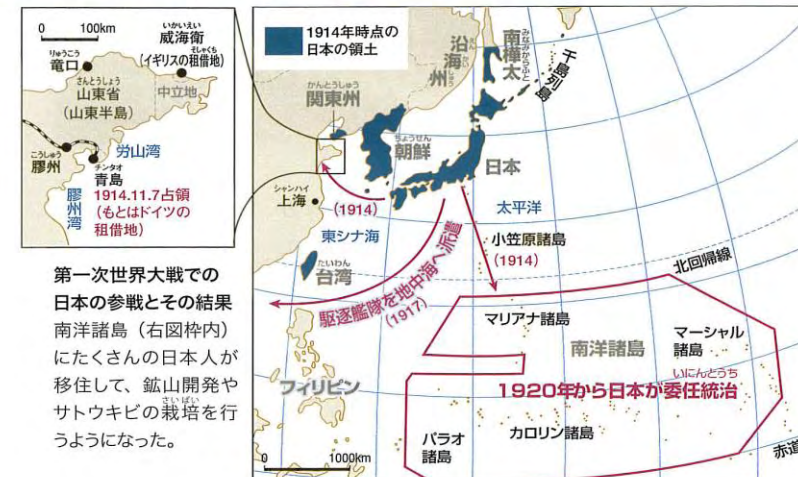 0 100km
いかいえい
威海衛
そしゃくち
(イギリスの租借地)
りゅうこう
竜口
さんとうしょう
山東省
(山東半島)
中立地
こうしゅう
膠州
労山湾
チンタオ
青島
膠州湾
1914.11.7占領
(もとはドイツの
租借地)
第一次世界大戦での
日本の参戦とその結果
南洋諸島(右図枠内)
にたくさんの日本人が
移住して、鉱山開発や
さいばい
サトウキビの栽培を行
うようになった。
1914年時点の
日本の領土
えんかいしゅう
沿海州
みなみからふと
南樺太
千島列島
かんとうしゅう
関東州
ちょうせん
朝鮮
日本
シャンハイ
上海
(1914)
太平洋
東シナ海
小笠原諸島
(1914)
たいわん
台湾
北回帰線
駆逐艦隊を地中海へ派遣
(1917)
マリアナ諸島
南洋諸島
マーシャル
諸島
いにんとうち
1920年から日本が委任統治
フィリピン
パラオ
諸島
カロリン諸島
赤道
0 1000km